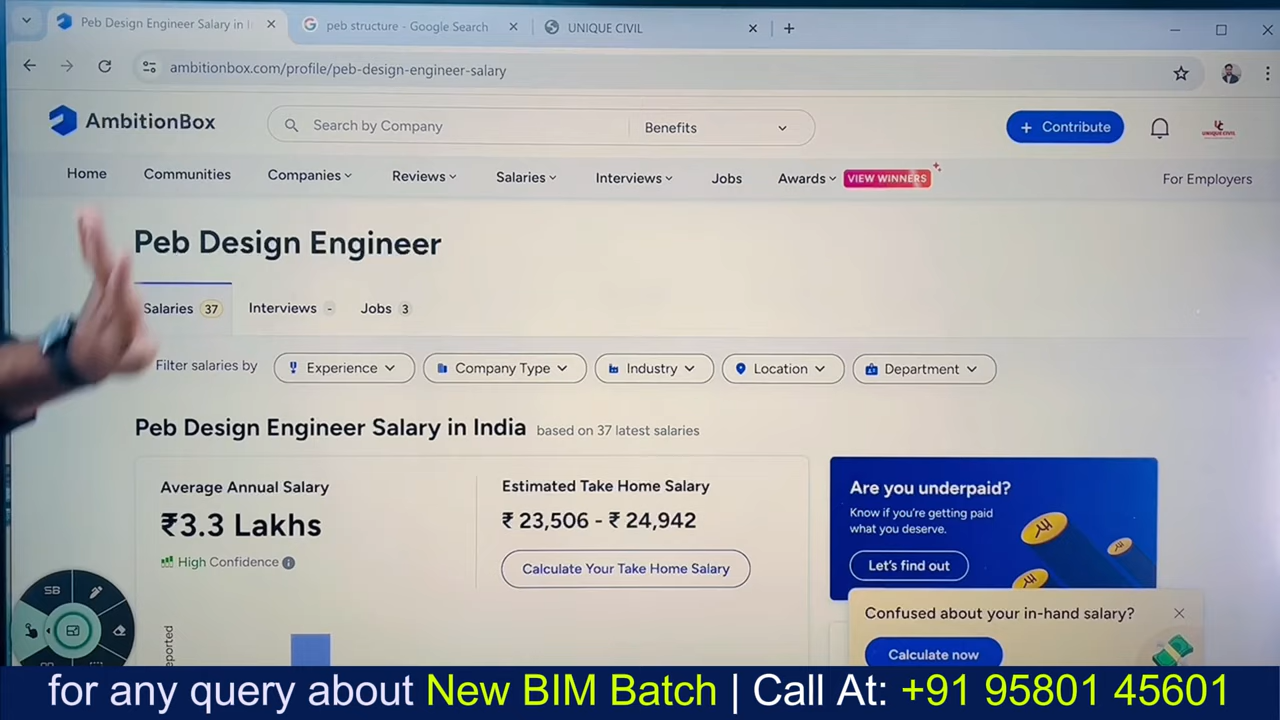 Peb Design Engineer Salary in I
peb structure - Google Search
UNIQUE CIVIL
ambitionbox.com/profile/peb-design-engineer-salary
AmbitionBox
Search by Company
Benefits
+ Contribute
UNIQUE CIVIL
Home
Communities
Companies
Reviews
Salaries
Interviews
Jobs
Awards
VIEW WINNERS
For Employers
Peb Design Engineer
Salaries 37
Interviews -
Jobs 3
Filter salaries by
Experience
Company Type
Industry
Location
Department
Peb Design Engineer Salary in India based on 37 latest salaries
Average Annual Salary
₹3.3 Lakhs
High Confidence
Estimated Take Home Salary
₹ 23,506 - ₹ 24,942
Calculate Your Take Home Salary
Are you underpaid?
Know if you're getting paid
what you deserve.
Let's find out
Confused about your in-hand salary?
Calculate now
SB
for any query about New BIM Batch | Call At: +91 95801 45601